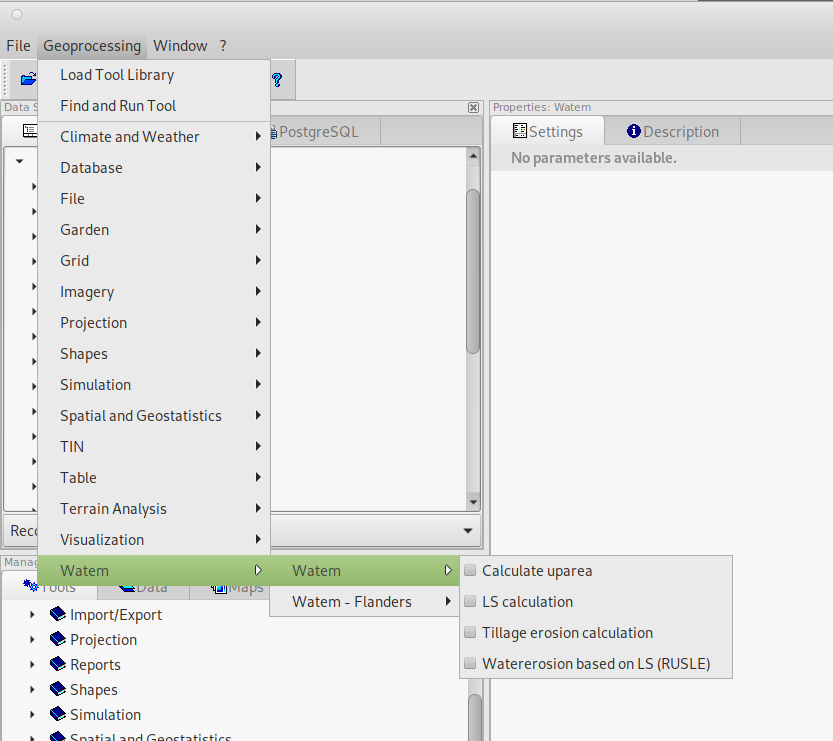 File Geoprocessing Window ?
Load Tool Library
Find and Run Tool
Climate and Weather
Database
File
Garden
Grid
Imagery
Projection
Shapes
Simulation
Spatial and Geostatistics
TIN
Table
Terrain Analysis
Visualization
Watem
Watem
Watem - Flanders
Calculate uparea
LS calculation
Tillage erosion calculation
Watererosion based on LS (RUSLE)
Data S
PostgreSQL
Reco
Manag
Tools Data Maps
Import/Export
Projection
Reports
Shapes
Simulation
Spatial and Geostatistics
Properties: Watem
Settings Description
No parameters available.